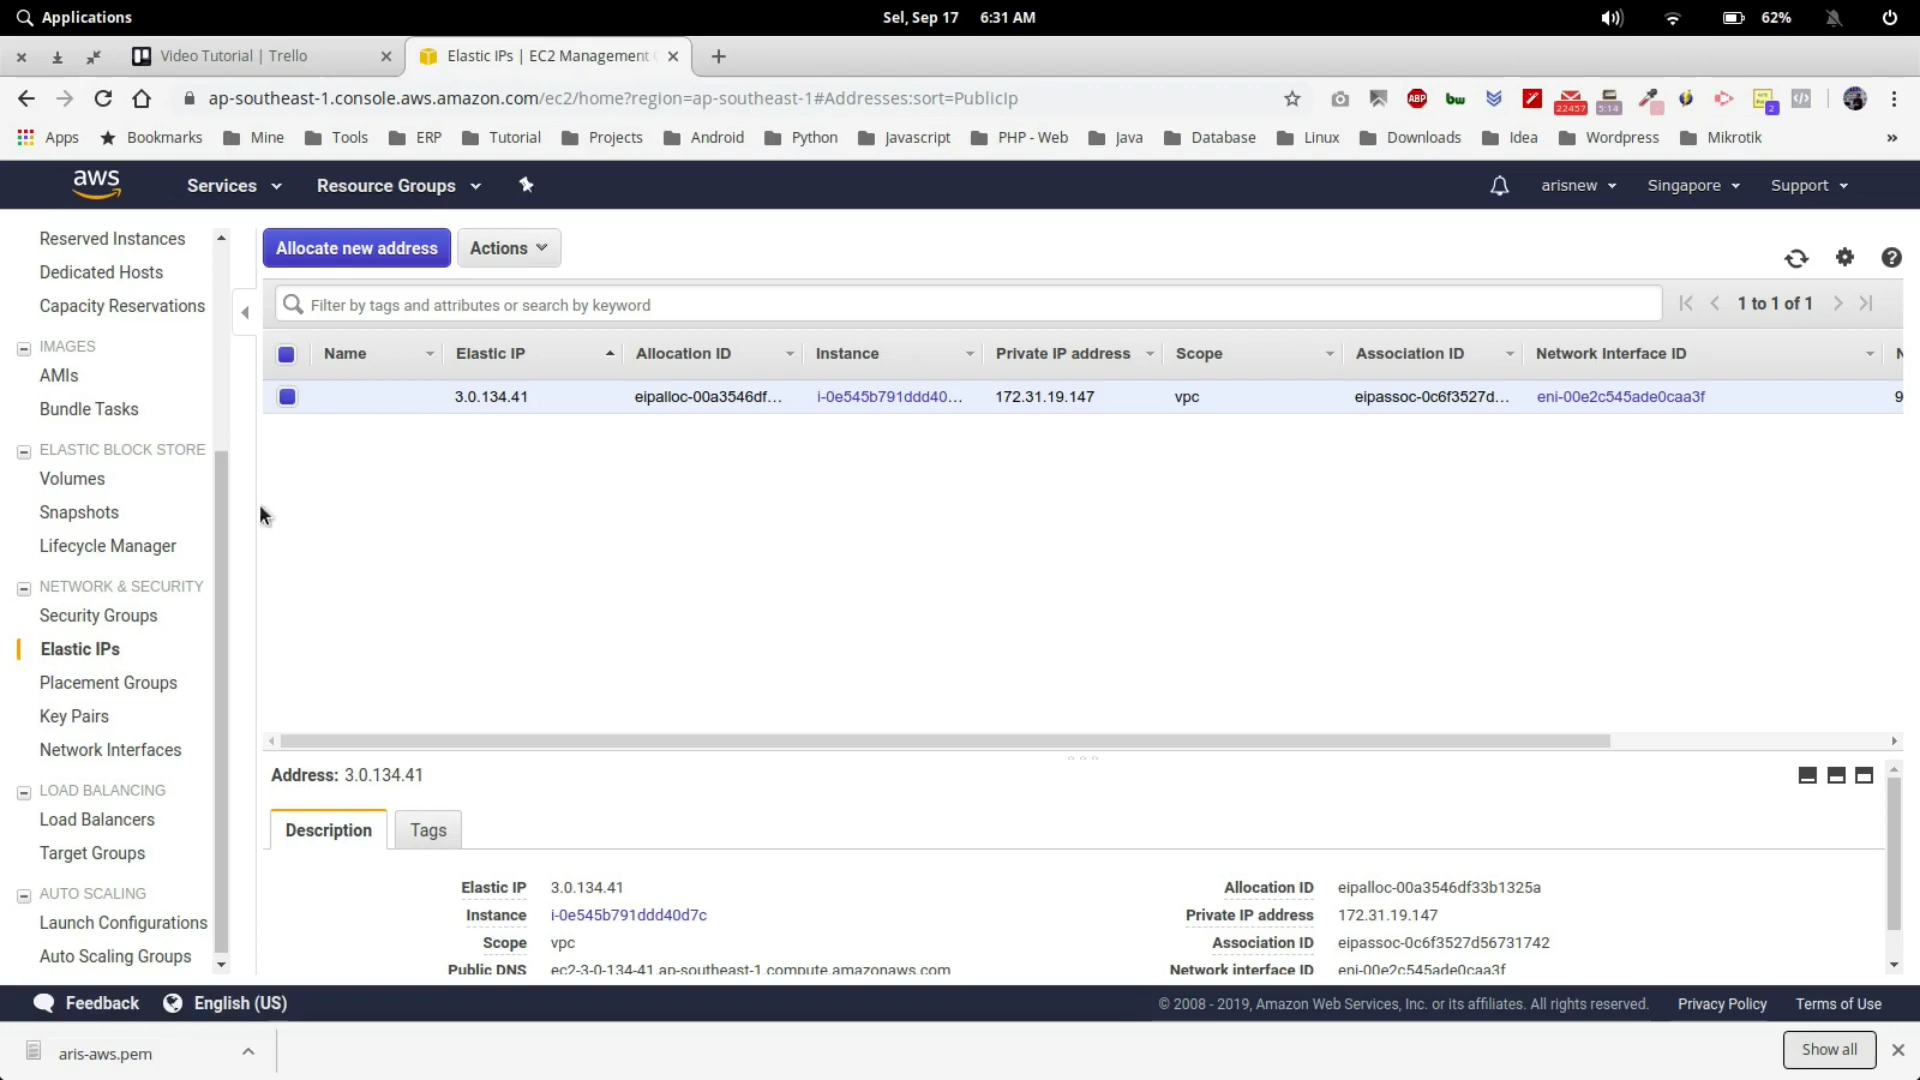 Applications
Sel, Sep 17 6:31 AM
62%
Video Tutorial | Trello
Elastic IPs | EC2 Management
ap-southeast-1.console.aws.amazon.com/ec2/home?region=ap-southeast-1#Addresses:sort=PublicIp
ABP
bw
22457
5:14
2
Apps
Bookmarks
Mine
Tools
ERP
Tutorial
Projects
Android
Python
Javascript
PHP - Web
Java
Database
Linux
Downloads
Idea
Wordpress
Mikrotik
»
aws
Services
Resource Groups
arisnew
Singapore
Support
Reserved Instances
Dedicated Hosts
Capacity Reservations
IMAGES
AMIs
Bundle Tasks
ELASTIC BLOCK STORE
Volumes
Snapshots
Lifecycle Manager
NETWORK & SECURITY
Security Groups
Elastic IPs
Placement Groups
Key Pairs
Network Interfaces
LOAD BALANCING
Load Balancers
Target Groups
AUTO SCALING
Launch Configurations
Auto Scaling Groups
Allocate new address
Actions
Filter by tags and attributes or search by keyword
1 to 1 of 1
Name Elastic IP Allocation ID Instance Private IP address Scope Association ID Network Interface ID N
3.0.134.41 eipalloc-00a3546df... i-0e545b791ddd40... 172.31.19.147 vpc eipassoc-0c6f3527d... eni-00e2c545ade0caa3f 9
Address: 3.0.134.41
Description
Tags
Elastic IP 3.0.134.41 Allocation ID eipalloc-00a3546df33b1325a
Instance i-0e545b791ddd40d7c Private IP address 172.31.19.147
Scope vpc Association ID eipassoc-0c6f3527d56731742
Public DNS ec2-3-0-134-41.ap-southeast-1.compute.amazonaws.com Network interface ID eni-00e2c545ade0caa3f
Feedback
English (US)
© 2008 - 2019, Amazon Web Services, Inc. or its affiliates. All rights reserved.
Privacy Policy
Terms of Use
aris-aws.pem
Show all